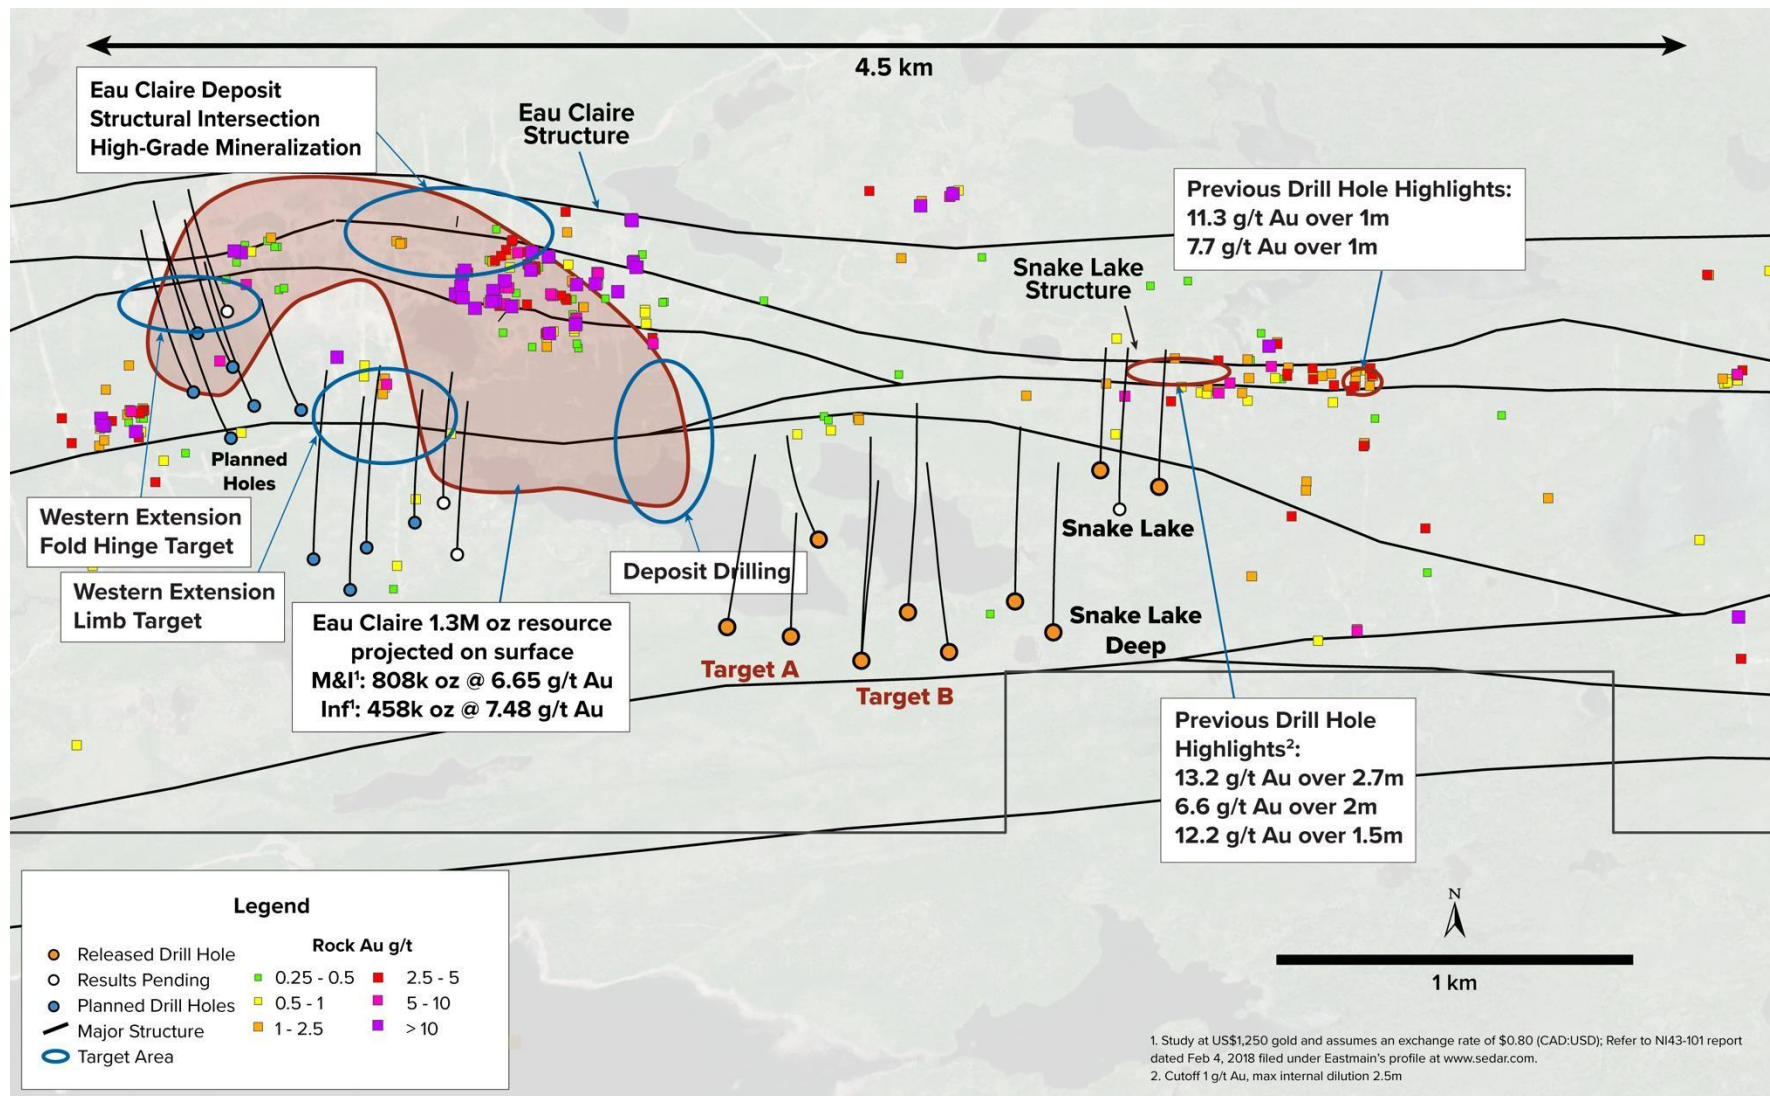 4.5 km
Eau Claire Deposit
Structural Intersection
High-Grade Mineralization
Eau Claire
Structure
Previous Drill Hole Highlights:
11.3 g/t Au over 1m
7.7 g/t Au over 1m
Snake Lake
Structure
Planned
Holes
Western Extension
Fold Hinge Target
Western Extension
Limb Target
Deposit Drilling
Snake Lake
Eau Claire 1.3M oz resource
projected on surface
M&I¹: 808k oz @ 6.65 g/t Au
Inf¹: 458k oz @ 7.48 g/t Au
Snake Lake
Deep
Target A
Target B
Previous Drill Hole
Highlights²:
13.2 g/t Au over 2.7m
6.6 g/t Au over 2m
12.2 g/t Au over 1.5m
Legend
Released Drill Hole
Results Pending
Planned Drill Holes
Major Structure
Target Area
Rock Au g/t
0.25 - 0.5
0.5 - 1
1 - 2.5
2.5 - 5
5 - 10
> 10
N
1 km
1. Study at US$1,250 gold and assumes an exchange rate of $0.80 (CAD:USD); Refer to NI43-101 report
dated Feb 4, 2018 filed under Eastmain's profile at www.sedar.com.
2. Cutoff 1 g/t Au, max internal dilution 2.5m